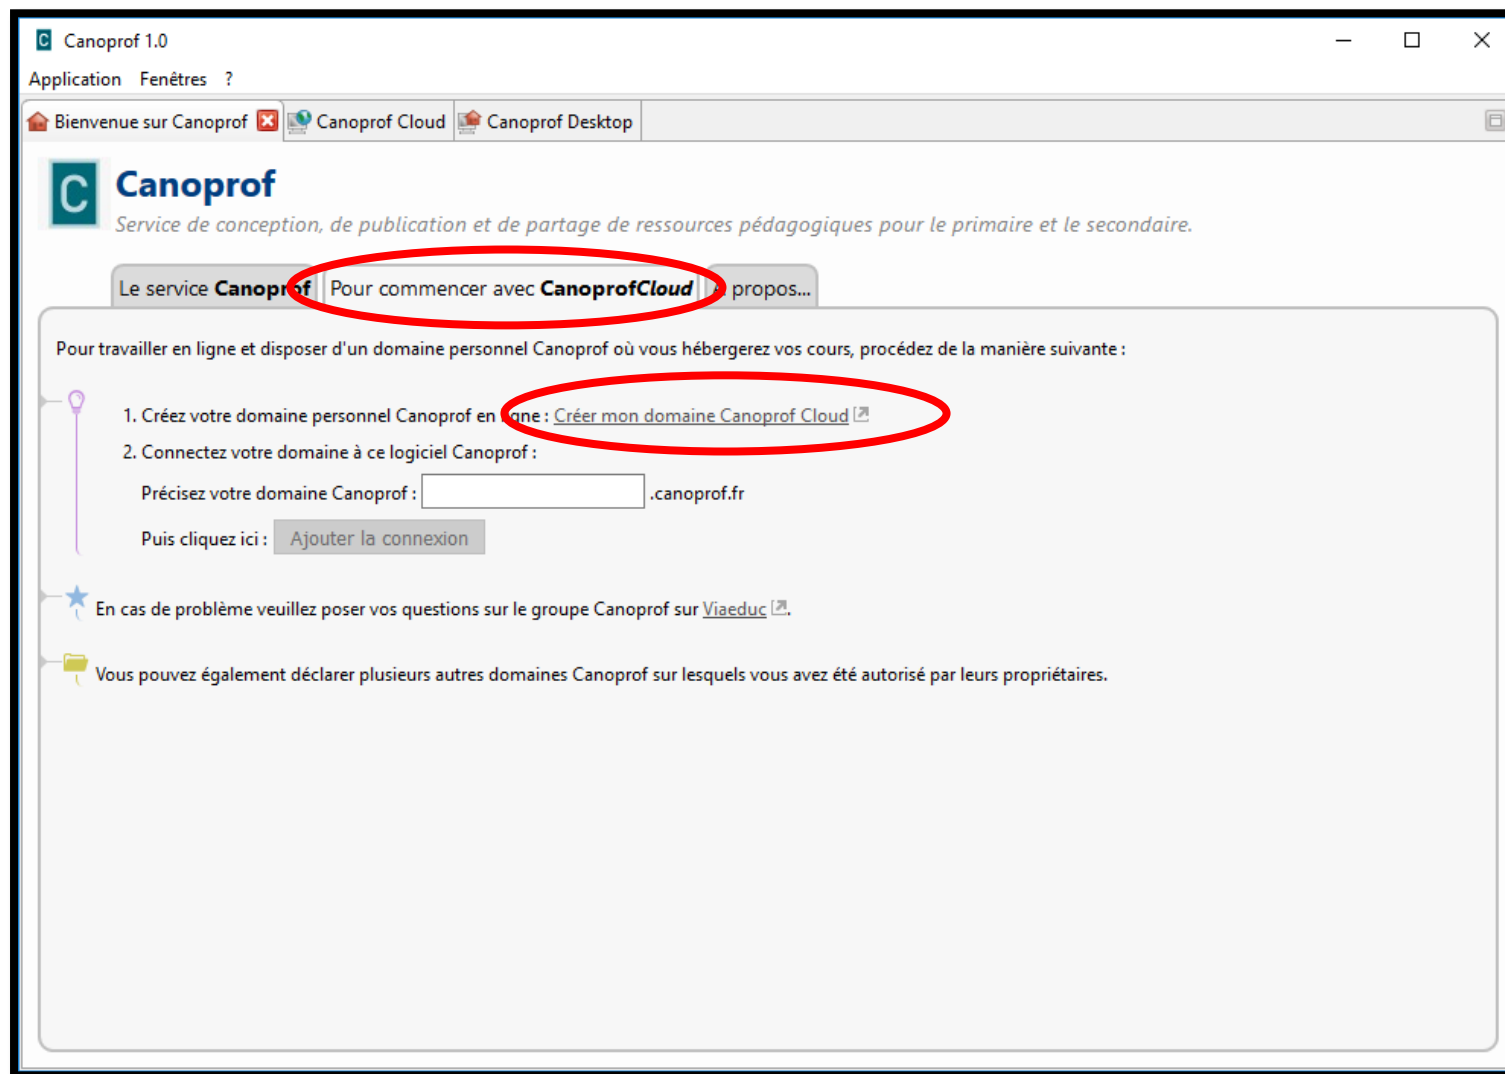 C Canoprof 1.0
Application Fenêtres ?
Bienvenue sur Canoprof Canoprof Cloud Canoprof Desktop
C Canoprof
Service de conception, de publication et de partage de ressources pédagogiques pour le primaire et le secondaire.
Le service Canoprof Pour commencer avec CanoprofCloud A propos...
Pour travailler en ligne et disposer d'un domaine personnel Canoprof où vous hébergerez vos cours, procédez de la manière suivante :
1. Créez votre domaine personnel Canoprof en ligne : Créer mon domaine Canoprof Cloud
2. Connectez votre domaine à ce logiciel Canoprof :
Précisez votre domaine Canoprof : .canoprof.fr
Puis cliquez ici : Ajouter la connexion
En cas de problème veuillez poser vos questions sur le groupe Canoprof sur Viaeduc.
Vous pouvez également déclarer plusieurs autres domaines Canoprof sur lesquels vous avez été autorisé par leurs propriétaires.